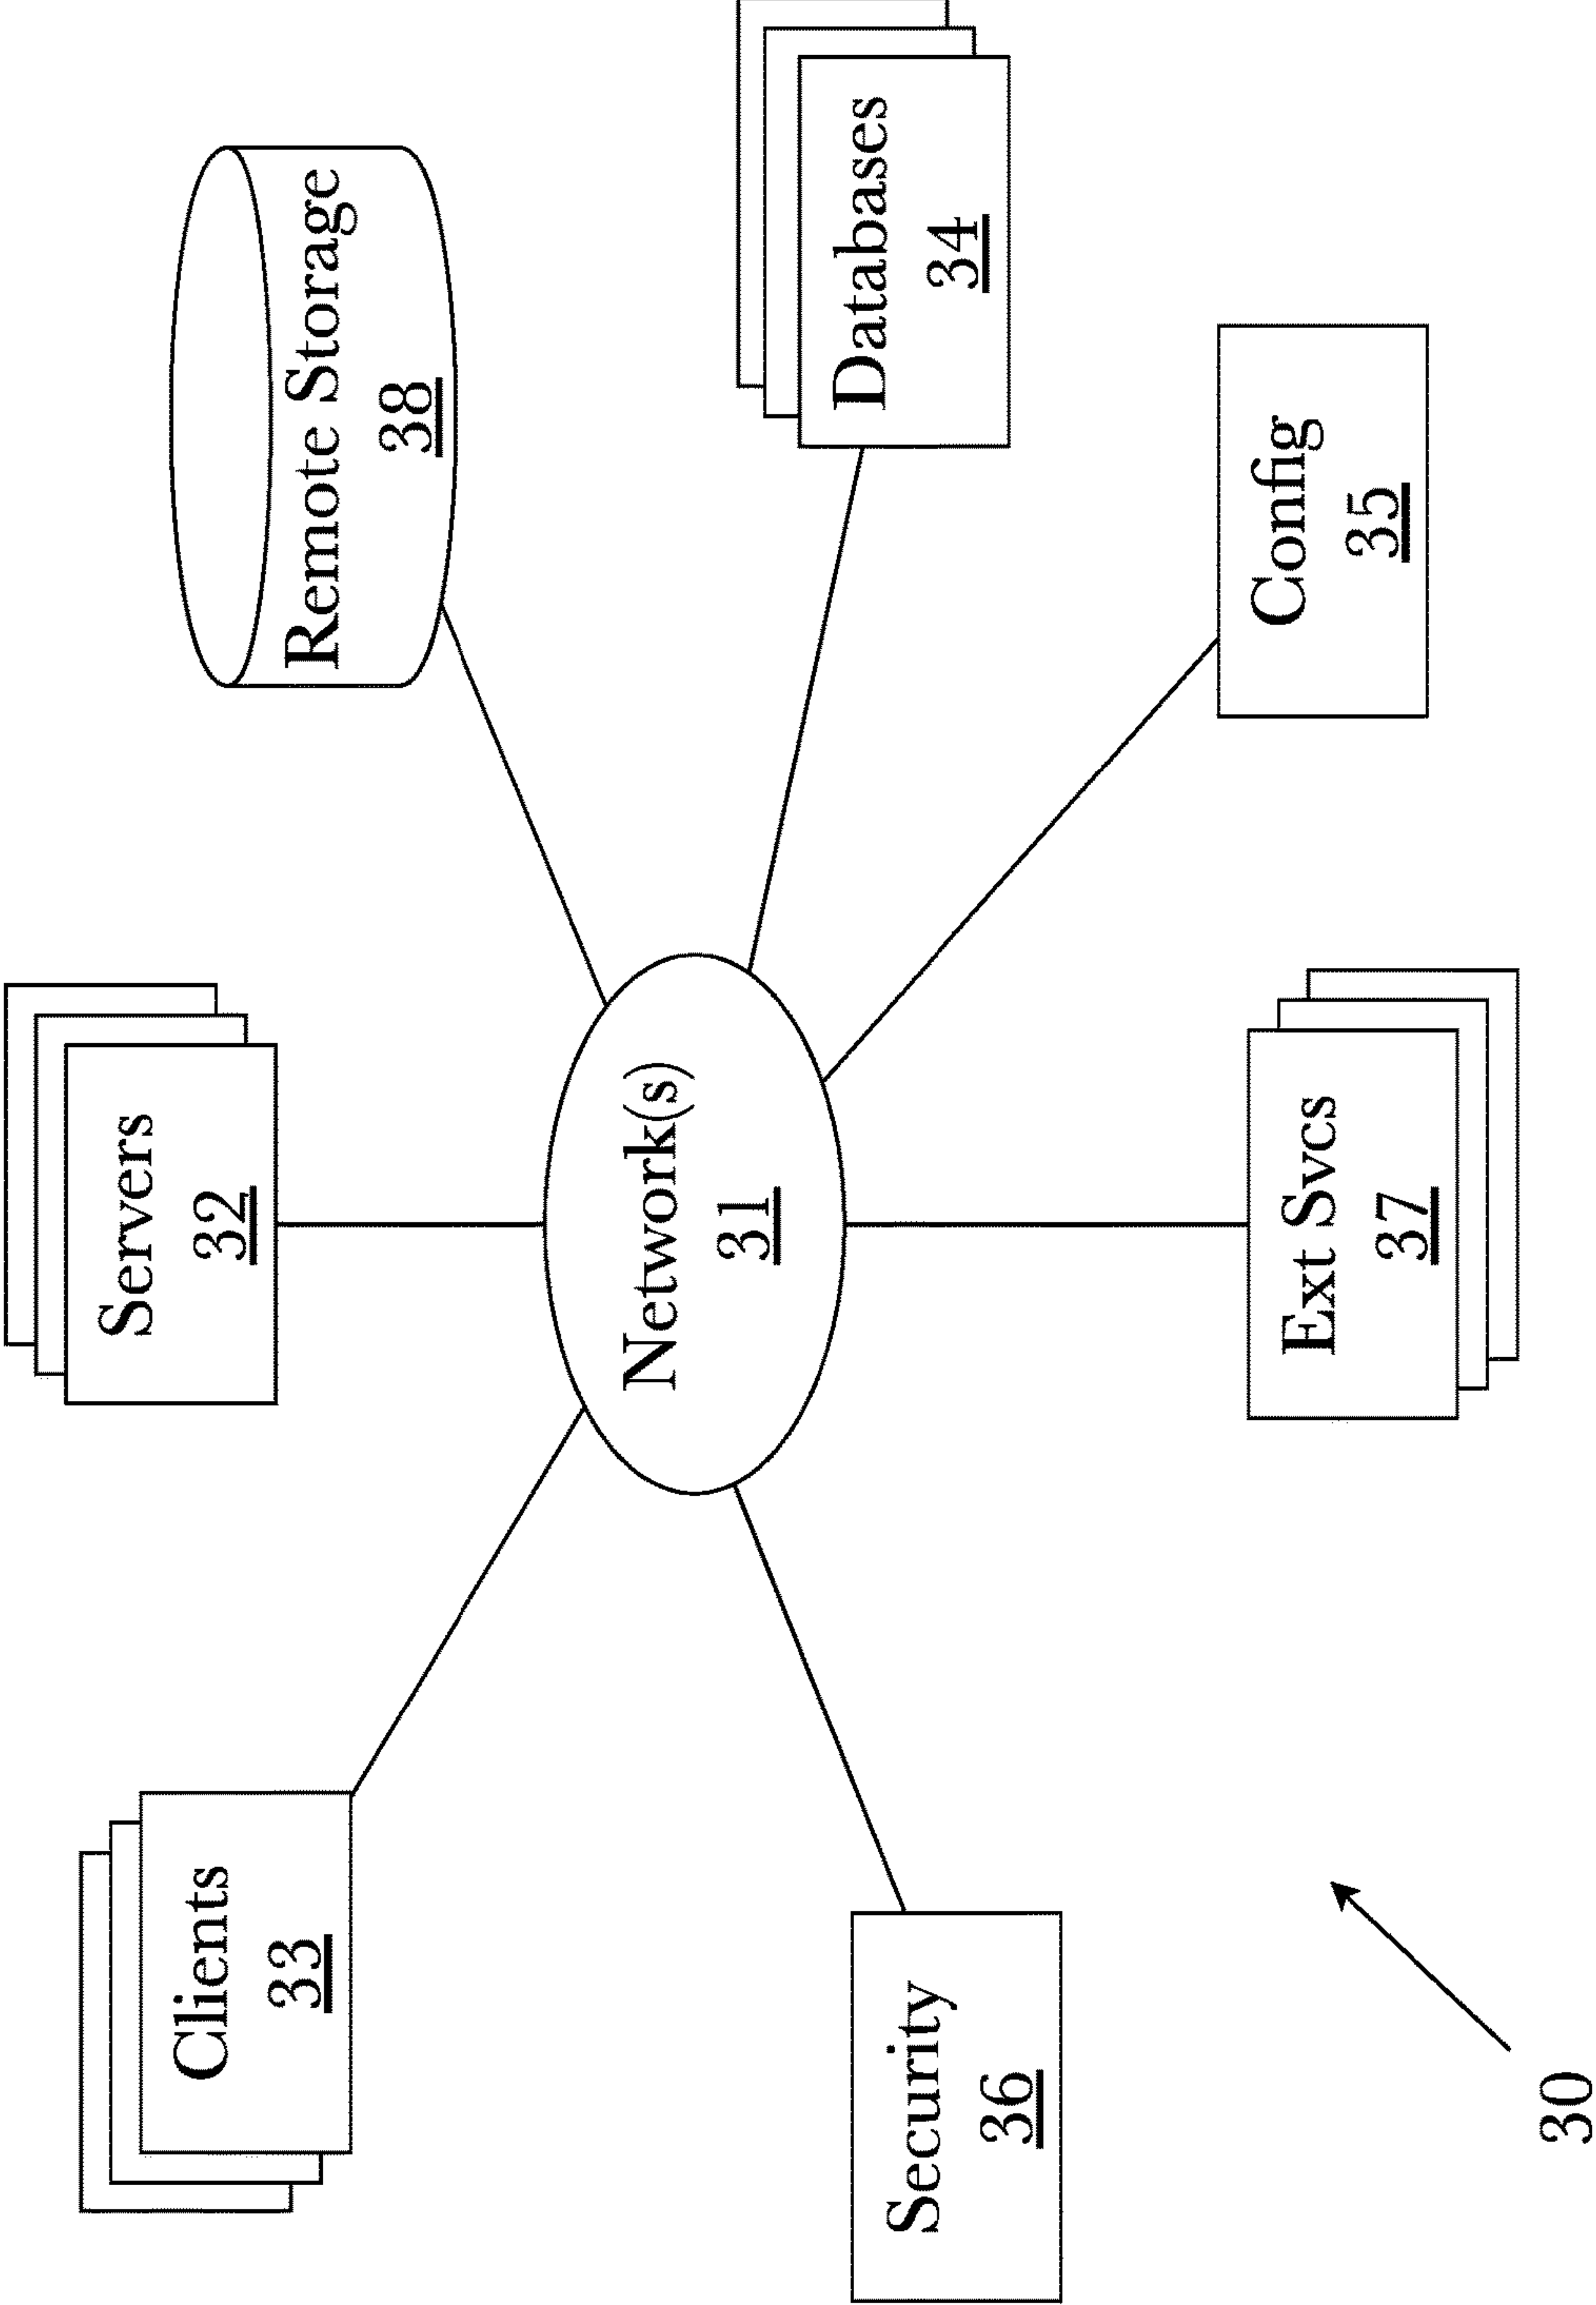 Servers
32
Remote Storage
38
Clients
33
Network(s)
31
Databases
34
Security
36
Ext Svcs
37
Config
35
30